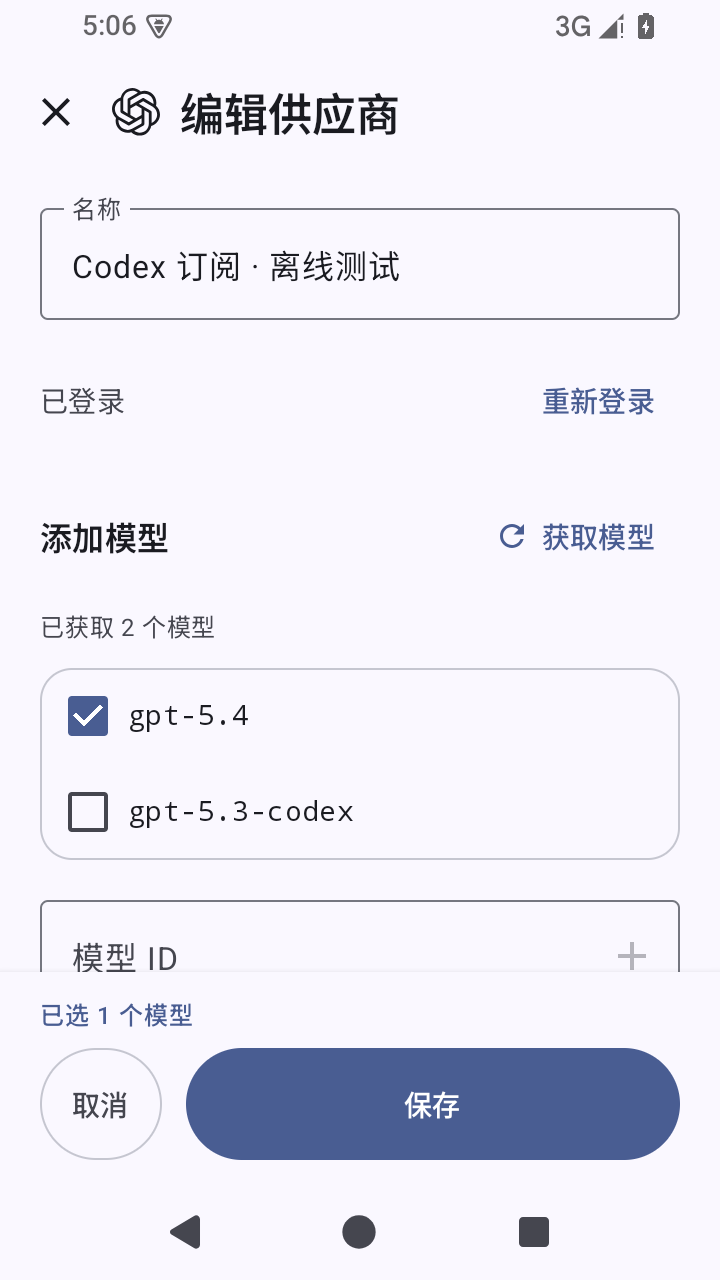 5:06
3G
编辑供应商
名称
Codex 订阅 · 离线测试
已登录
重新登录
添加模型
获取模型
已获取 2 个模型
gpt-5.4
gpt-5.3-codex
模型 ID
已选 1 个模型
取消
保存